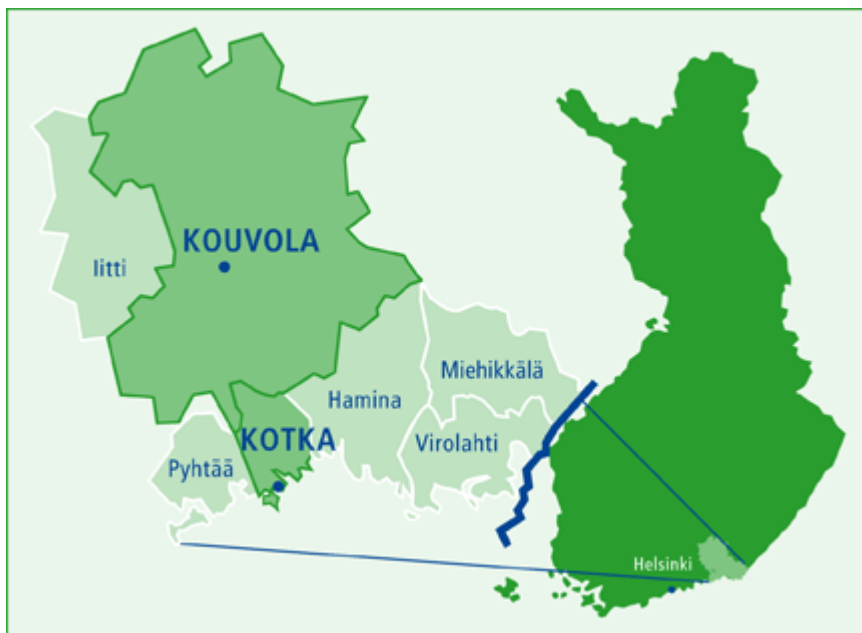 KOUVOLA
Iitti
Miehikkälä
Hamina
KOTKA
Virolahti
Pyhtää
Helsinki